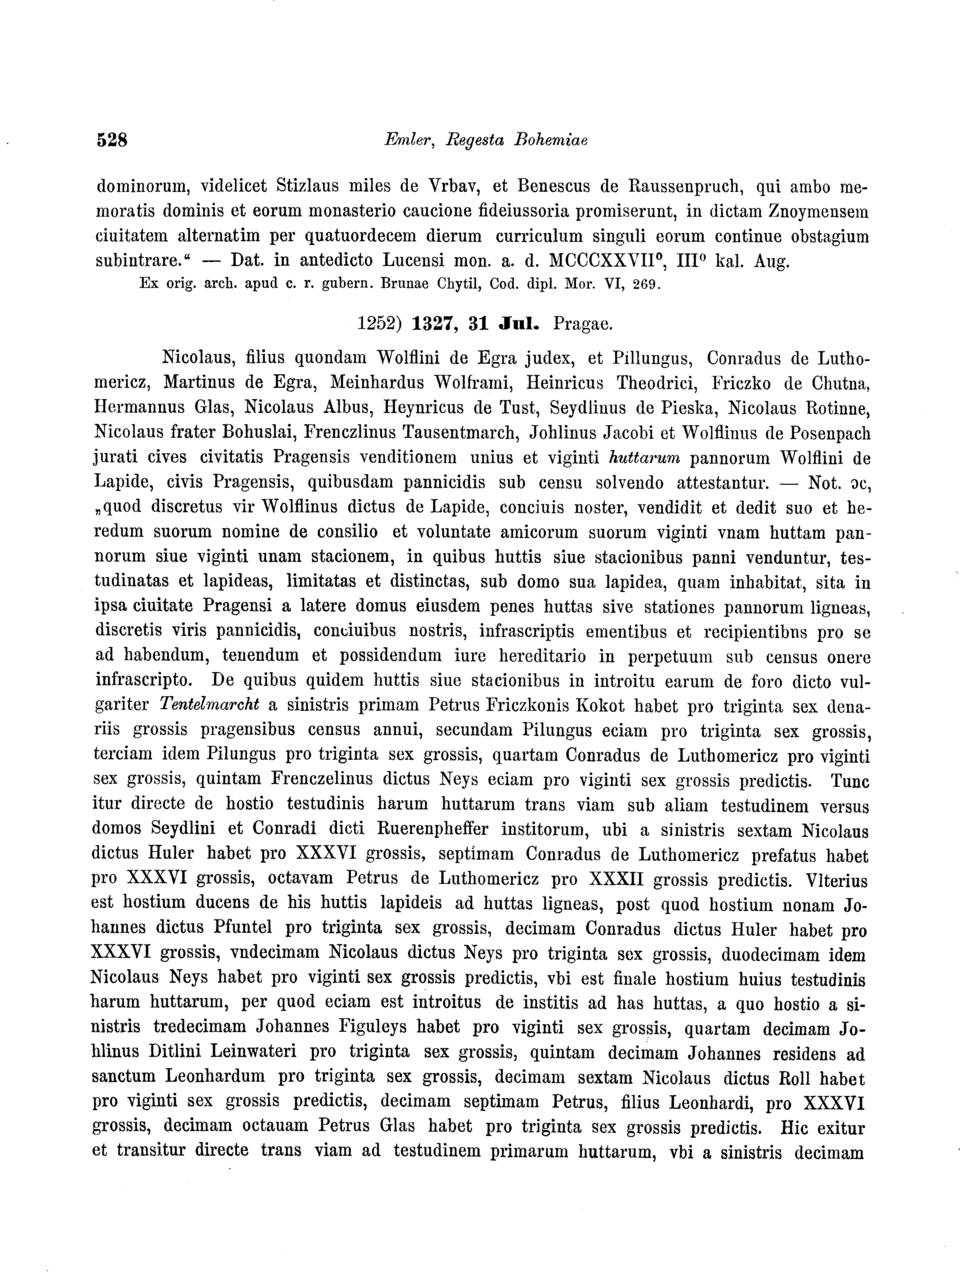 528 Emler, Regesta Bohemiae
dominorum, videlicet Stizlaus miles de Vrbav, et Benescus de Raussenpruch, qui ambo me-
moratis dominis et eorum monasterio caucione fideiussoria promiserunt, in dictam Znoymensem
ciuitatem alternatim per quatuordecem dierum curriculum singuli eorum continue obstagium
subintrare.“ — Dat. in antedicto Lucensi mon. a. d. MCCCXXVII⁰, III⁰ kal. Aug.
Ex orig. arch. apud c. r. gubern. Brunae Chytil, Cod. dipl. Mor. VI, 269.
1252) 1327, 31 Jul. Pragae.
Nicolaus, filius quondam Wolflini de Egra judex, et Pillungus, Conradus de Lutho-
mericz, Martinus de Egra, Meinhardus Wolframi, Heinricus Theodrici, Friczko de Chutna,
Hermannus Glas, Nicolaus Albus, Heynricus de Tust, Seydlinus de Pieska, Nicolaus Rotinne,
Nicolaus frater Bohuslai, Frenczlinus Tausentmarch, Johlinus Jacobi et Wolflinus de Posenpach
jurati cives civitatis Pragensis venditionem unius et viginti huttarum pannorum Wolflini de
Lapide, civis Pragensis, quibusdam pannicidis sub censu solvendo attestantur. — Not. ɔc,
„quod discretus vir Wolflinus dictus de Lapide, conciuis noster, vendidit et dedit suo et he-
redum suorum nomine de consilio et voluntate amicorum suorum viginti vnam huttam pan-
norum siue viginti unam stacionem, in quibus huttis siue stacionibus panni venduntur, tes-
tudinatas et lapideas, limitatas et distinctas, sub domo sua lapidea, quam inhabitat, sita in
ipsa ciuitate Pragensi a latere domus eiusdem penes huttas sive stationes pannorum ligneas,
discretis viris pannicidis, conciuibus nostris, infrascriptis ementibus et recipientibns pro se
ad habendum, tenendum et possidendum iure hereditario in perpetuum sub census onere
infrascripto. De quibus quidem huttis siue stacionibus in introitu earum de foro dicto vul-
gariter Tentelmarcht a sinistris primam Petrus Friczkonis Kokot habet pro triginta sex dena-
riis grossis pragensibus census annui, secundam Pilungus eciam pro triginta sex grossis,
terciam idem Pilungus pro triginta sex grossis, quartam Conradus de Luthomericz pro viginti
sex grossis, quintam Frenczelinus dictus Neys eciam pro viginti sex grossis predictis. Tunc
itur directe de hostio testudinis harum huttarum trans viam sub aliam testudinem versus
domos Seydlini et Conradi dicti Ruerenpheffer institorum, ubi a sinistris sextam Nicolaus
dictus Huler habet pro XXXVI grossis, septimam Conradus de Luthomericz prefatus habet
pro XXXVI grossis, octavam Petrus de Luthomericz pro XXXII grossis predictis. Vlterius
est hostium ducens de his huttis lapideis ad huttas ligneas, post quod hostium nonam Jo-
hannes dictus Pfuntel pro triginta sex grossis, decimam Conradus dictus Huler habet pro
XXXVI grossis, vndecimam Nicolaus dictus Neys pro triginta sex grossis, duodecimam idem
Nicolaus Neys habet pro viginti sex grossis predictis, vbi est finale hostium huius testudinis
harum huttarum, per quod eciam est introitus de institis ad has huttas, a quo hostio a si-
nistris tredecimam Johannes Figuleys habet pro viginti sex grossis, quartam decimam Jo-
hlinus Ditlini Leinwateri pro triginta sex grossis, quintam decimam Johannes residens ad
sanctum Leonhardum pro triginta sex grossis, decimam sextam Nicolaus dictus Roll habet
pro viginti sex grossis predictis, decimam septimam Petrus, filius Leonhardi, pro XXXVI
grossis, decimam octauam Petrus Glas habet pro triginta sex grossis predictis. Hic exitur
et transitur directe trans viam ad testudinem primarum huttarum, vbi a sinistris decimam